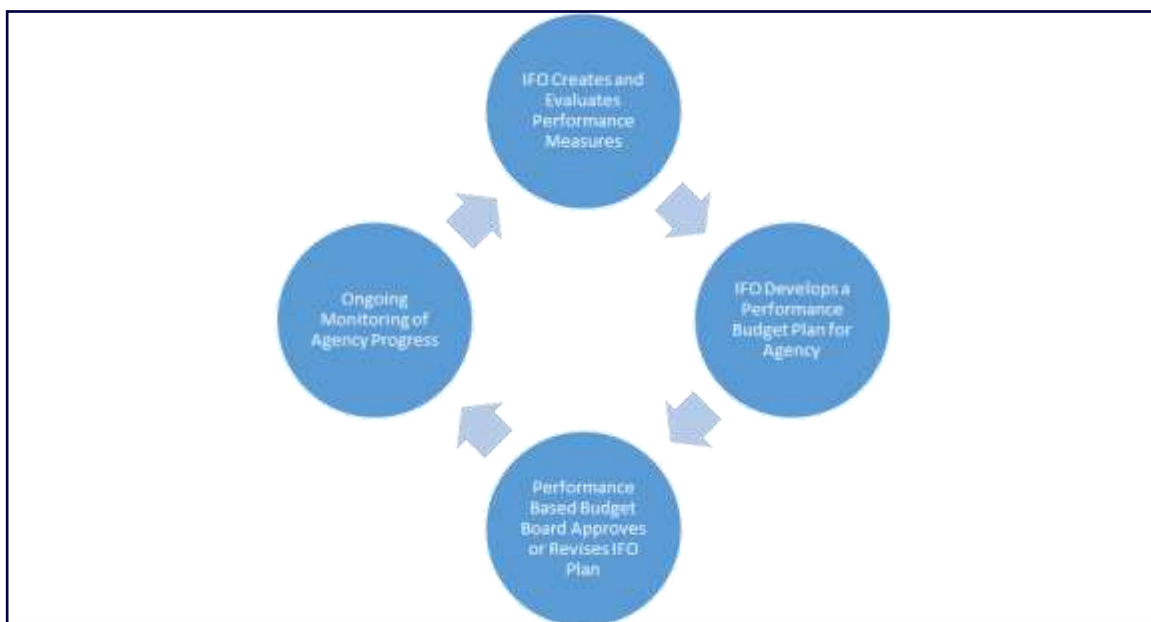 IFO Creates and
Evaluates
Performance
Measures
IFO Develops a
Performance
Budget Plan for
Agency
Performance
Based Budget
Board Approves
or Revises IFO
Plan
Ongoing
Monitoring of
Agency Progress